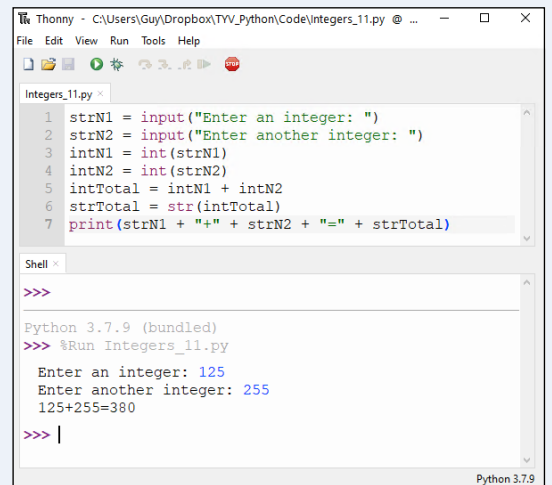 Thonny - C:\Users\Guy\Dropbox\TYV_Python\Code\Integers_11.py @ ...
File Edit View Run Tools Help
STOP
Integers_11.py ×
1 strN1 = input("Enter an integer: ")
2 strN2 = input("Enter another integer: ")
3 intN1 = int(strN1)
4 intN2 = int(strN2)
5 intTotal = intN1 + intN2
6 strTotal = str(intTotal)
7 print(strN1 + "+" + strN2 + "=" + strTotal)
Shell ×
>>>
Python 3.7.9 (bundled)
>>> %Run Integers_11.py
Enter an integer: 125
Enter another integer: 255
125+255=380
>>>
Python 3.7.9